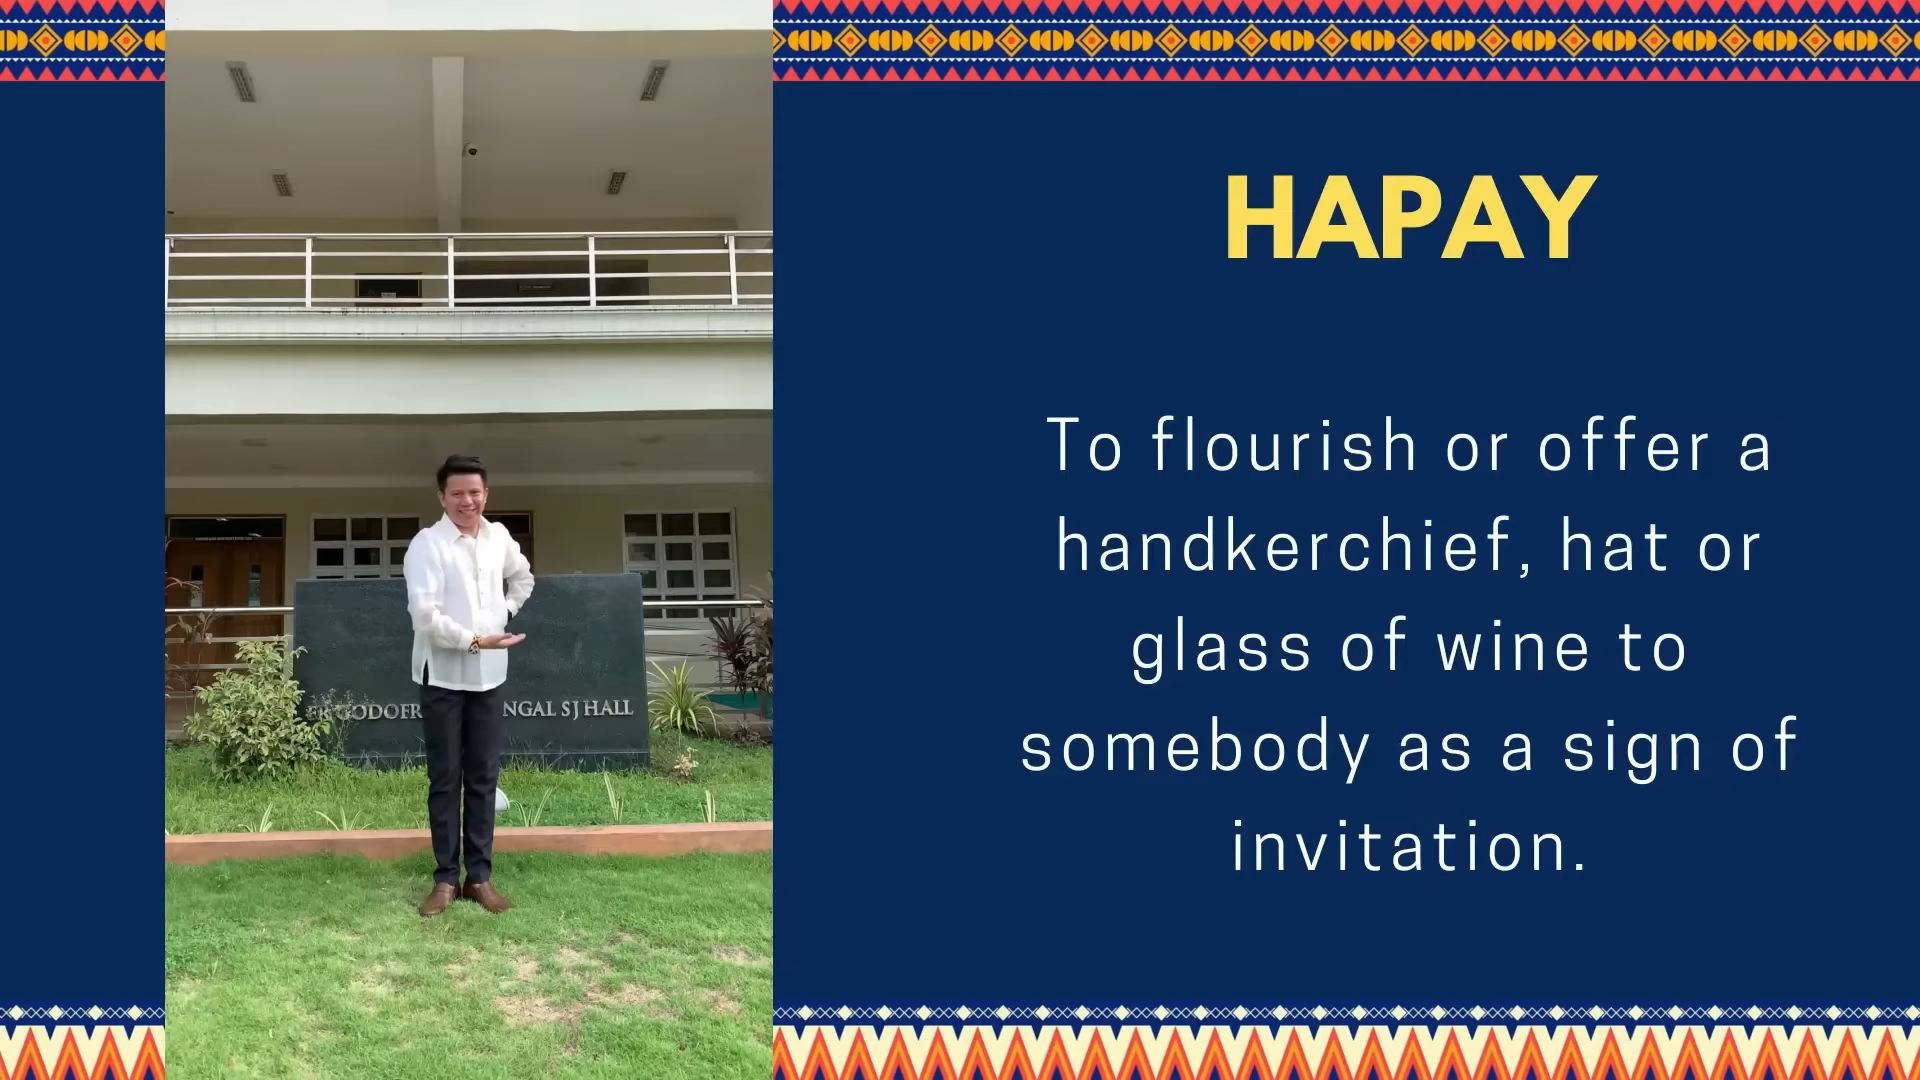 HAPAY
To flourish or offer a
handkerchief, hat or
glass of wine to
somebody as a sign of
invitation.
NGAL SJ HALL